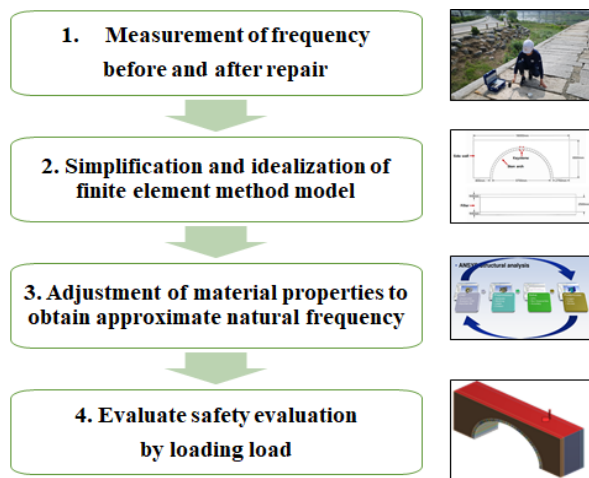 1. Measurement of frequency
before and after repair
2. Simplification and idealization of
finite element method model
3. Adjustment of material properties to
obtain approximate natural frequency
- ANSYS structural analysis
4. Evaluate safety evaluation
by loading load